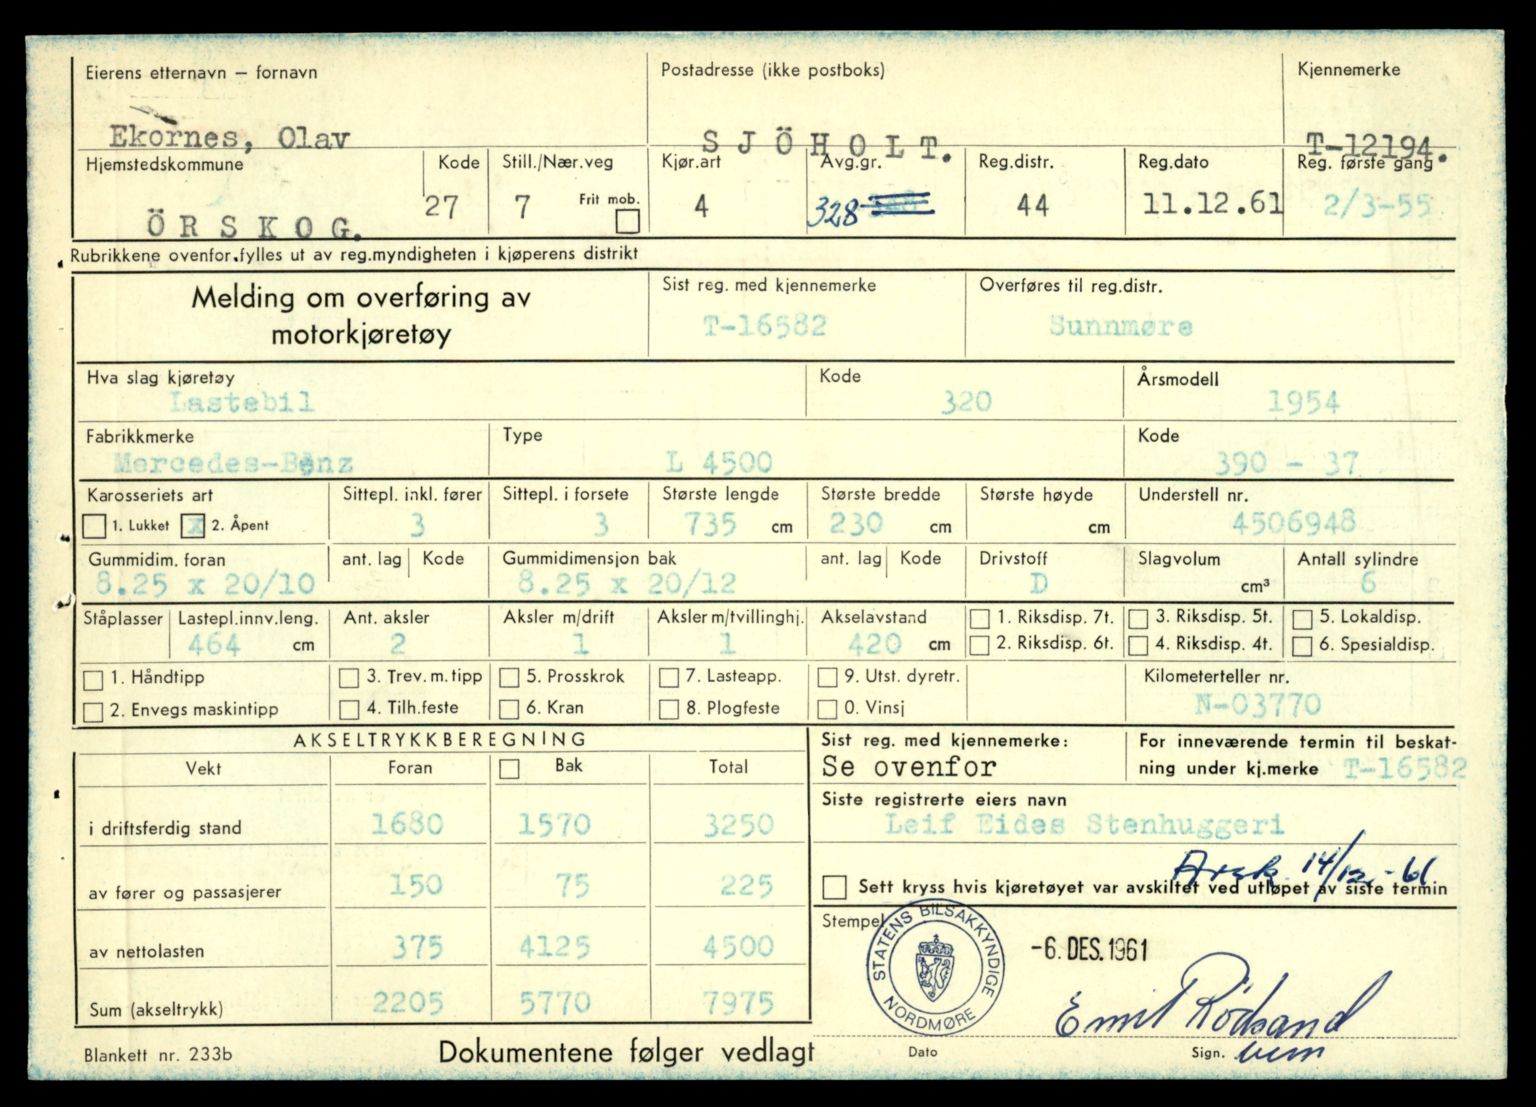 Eierens etternavn – fornavn Postadresse (ikke postboks) Kjennemerke
Ekornes, Olav SJÖHOLT. T-12194.
Hjemstedskommune Kode Still./Nær.veg Kjør.art Avg.gr. Reg.distr. Reg.dato Reg. første gang
ÖRSKOG. 27 7 Frit mob. 4 328 44 11.12.61 2/3-55
Rubrikkene ovenfor fylles ut av reg.myndigheten i kjøperens distrikt
Melding om overføring av motorkjøretøy
Sist reg. med kjennemerke Overføres til reg.distr.
T-16582 Sunnmøre
Hva slag kjøretøy Kode Årsmodell
Lastebil 320 1954
Fabrikkmerke Type Kode
Mercedes-Benz L 4500 390 - 37
Karosseriets art Sittepl. inkl. fører Sittepl. i forsete Største lengde Største bredde Største høyde Understell nr.
1. Lukket x 2. Åpent 3 3 735 cm 230 cm cm 4506948
Gummidim. foran ant. lag Kode Gummidimensjon bak ant. lag Kode Drivstoff Slagvolum Antall sylindre
8.25 x 20/10 8.25 x 20/12 D cm³ 6
Ståplasser Lastepl.innv.leng. Ant. aksler Aksler m/drift Aksler m/tvillinghj. Akselavstand 1. Riksdisp. 7t. 3. Riksdisp. 5t. 5. Lokaldisp.
464 cm 2 1 1 420 cm 2. Riksdisp. 6t. 4. Riksdisp. 4t. 6. Spesialdisp.
1. Håndtipp 3. Trev. m. tipp 5. Prosskrok 7. Lasteapp. 9. Utst. dyretr. Kilometerteller nr.
2. Envegs maskintipp 4. Tilh.feste 6. Kran 8. Plogfeste 0. Vinsj N-03770
AKSELTRYKKBEREGNING
Vekt Foran Bak Total
i driftsferdig stand 1680 1570 3250
av fører og passasjerer 150 75 225
av nettolasten 375 4125 4500
Sum (akseltrykk) 2205 5770 7975
Sist reg. med kjennemerke: For inneværende termin til beskat-
Se ovenfor ning under kj.merke T-16582
Siste registrerte eiers navn
Leif Eides Stenhuggeri
Arsk 14/12-61
Sett kryss hvis kjøretøyet var avskiltet ved utløpet av siste termin
Stempel
STATENS BILSAKKYNDIGE NORDMØRE
-6. DES. 1961
Emil Rödsand
Dato Sign.
Blankett nr. 233b Dokumentene følger vedlagt